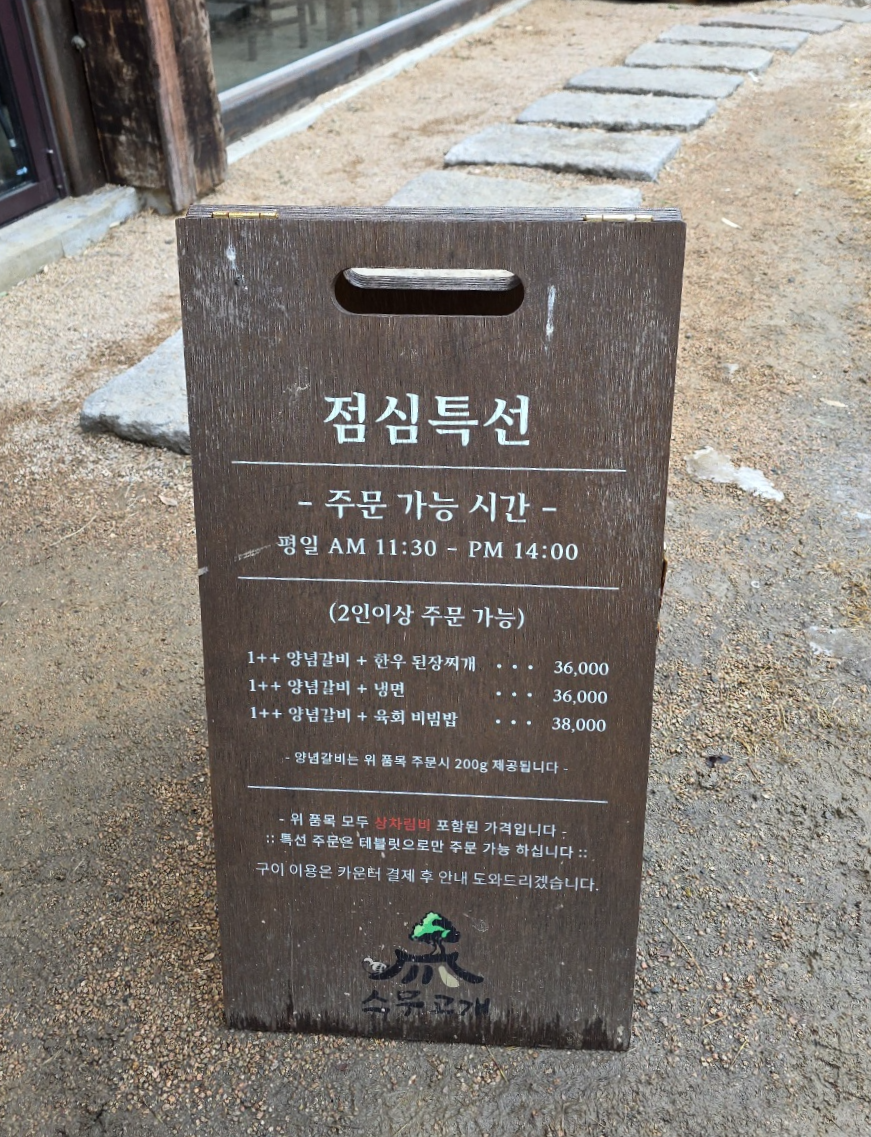 점심특선
- 주문 가능 시간 -
평일 AM 11:30 - PM 14:00
(2인이상 주문 가능)
1++ 양념갈비 + 한우 된장찌개 • • • 36,000
1++ 양념갈비 + 냉면 • • • 36,000
1++ 양념갈비 + 육회 비빔밥 • • • 38,000
- 양념갈비는 위 품목 주문시 200g 제공됩니다 -
- 위 품목 모두 상차림비 포함된 가격입니다 -
:: 특선 주문은 테블릿으로만 주문 가능 하십니다 ::
구이 이용은 카운터 결제 후 안내 도와드리겠습니다.
스무고개